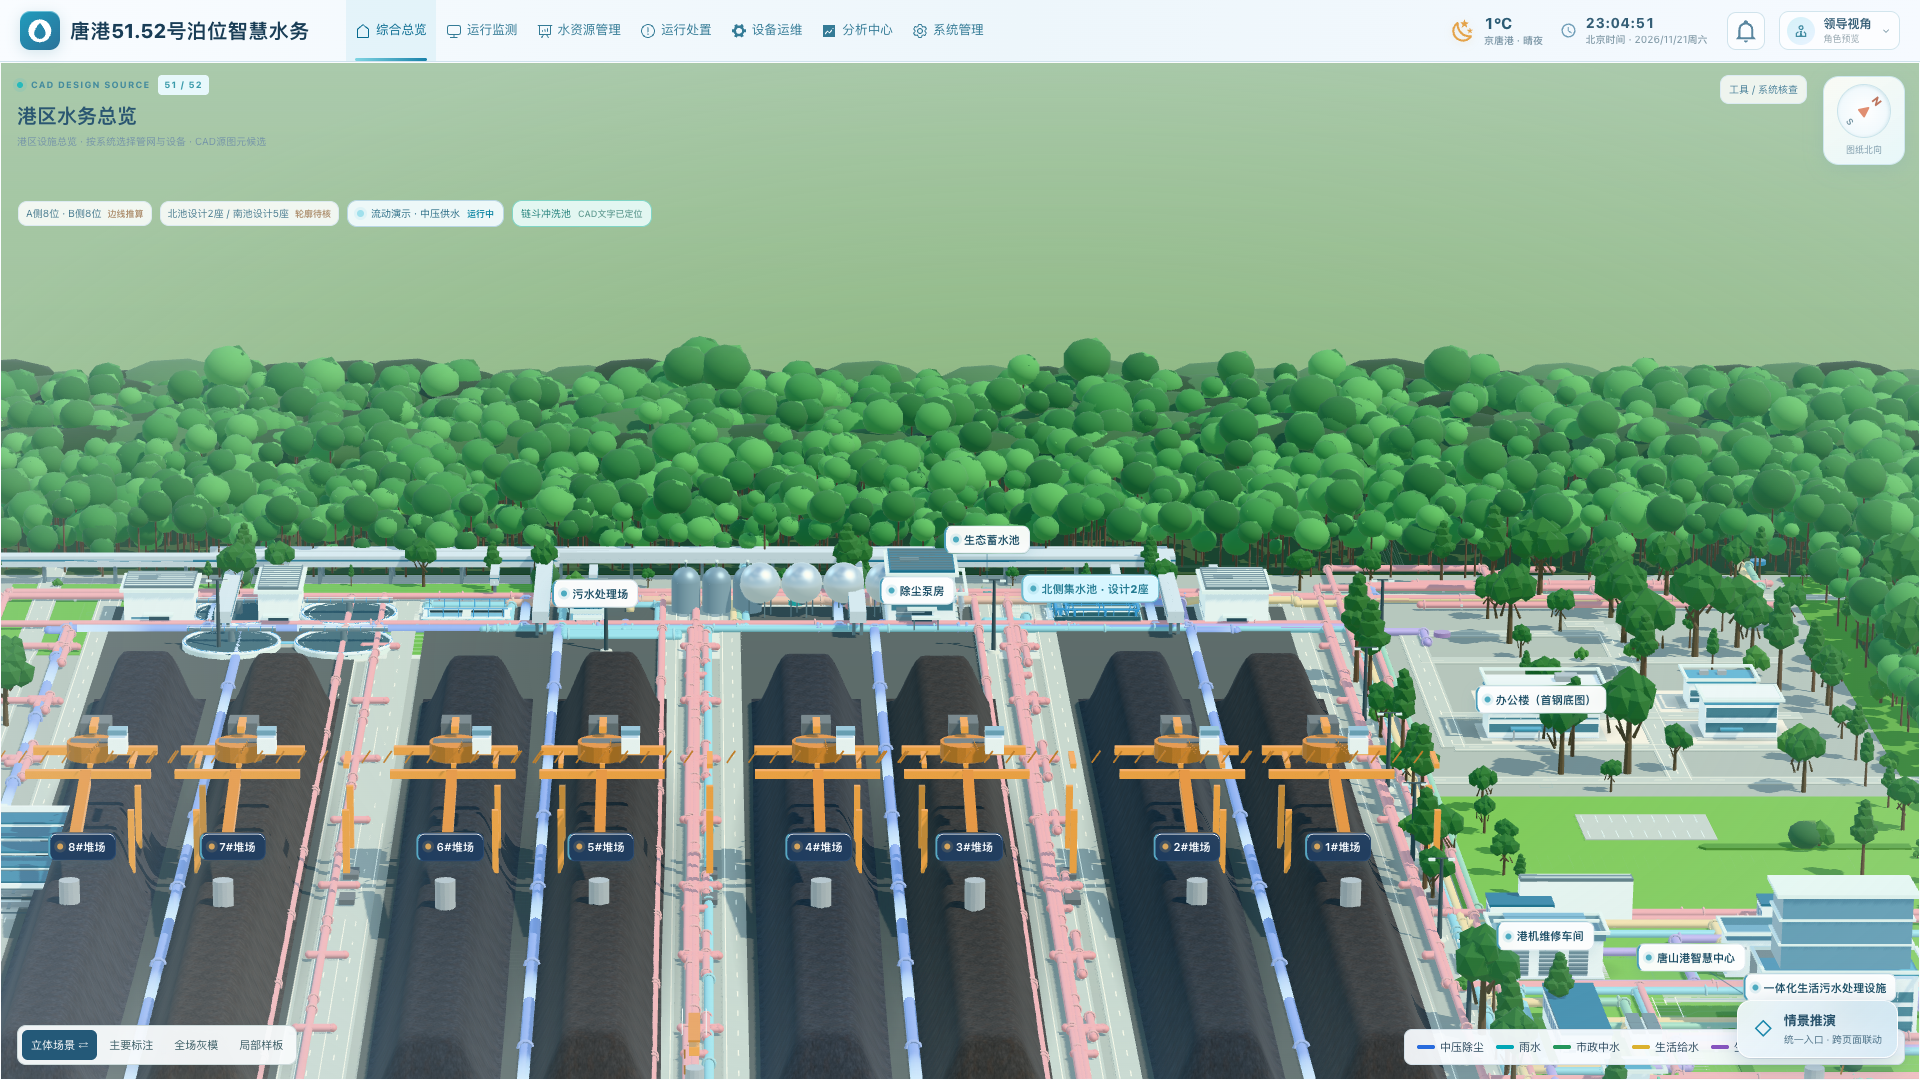 唐港51.52号泊位智慧水务
综合总览
运行监测
水资源管理
运行处置
设备运维
分析中心
系统管理
1°C
京唐港 · 晴夜
23:04:51
北京时间 · 2026/11/21周六
领导视角
角色预览
CAD DESIGN SOURCE
51 / 52
港区水务总览
港区设施总览 · 按系统选择管网与设备 · CAD源图元候选
工具 / 系统核查
N
S
图纸北向
A侧8位 · B侧8位 边线推算
北池设计2座 / 南池设计5座 轮廓待核
流动演示 · 中压供水 运行中
链斗冲洗池 CAD文字已定位
生态蓄水池
污水处理场
除尘泵房
北侧集水池 · 设计2座
办公楼（首钢底图）
8#堆场
7#堆场
6#堆场
5#堆场
4#堆场
3#堆场
2#堆场
1#堆场
港机维修车间
唐山港智慧中心
一体化生活污水处理设施
情景推演
统一入口 · 跨页面联动
立体场景
主要标注
全场灰模
局部样板
中压除尘
雨水
市政中水
生活给水